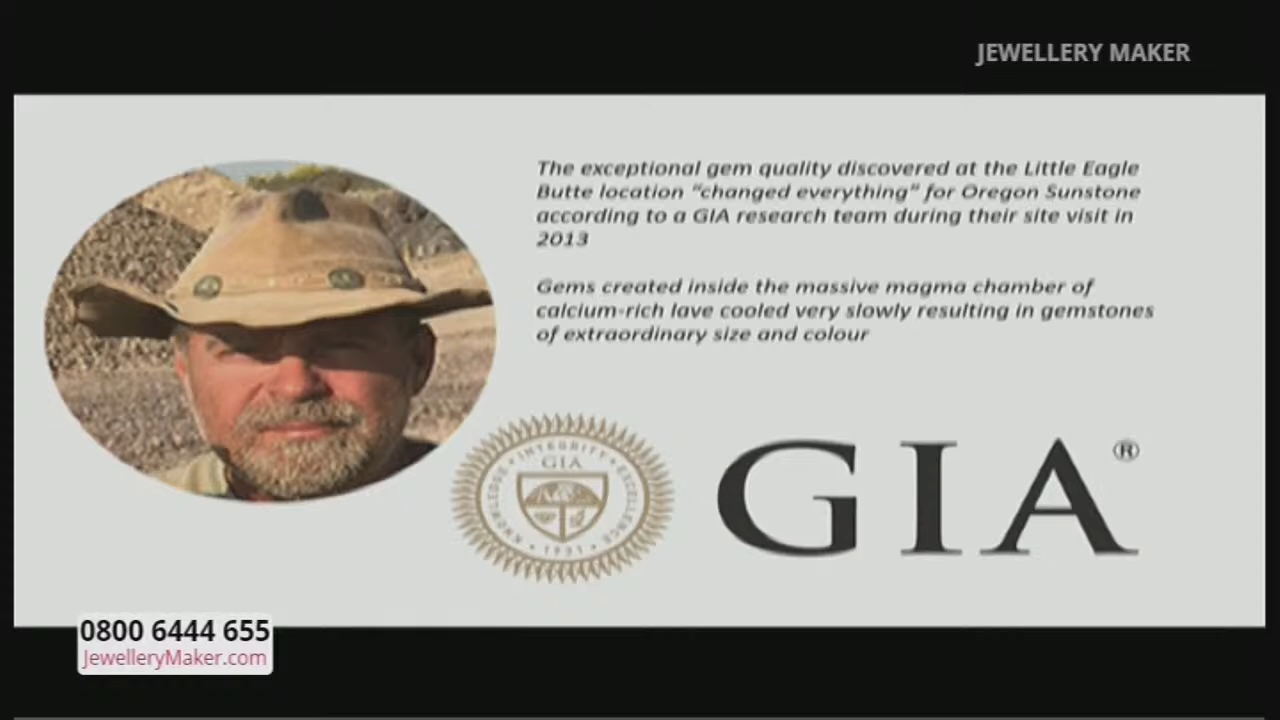 JEWELLERY MAKER
The exceptional gem quality discovered at the Little Eagle
Butte location “changed everything” for Oregon Sunstone
according to a GIA research team during their site visit in
2013
Gems created inside the massive magma chamber of
calcium-rich lave cooled very slowly resulting in gemstones
of extraordinary size and colour
KNOWLEDGE • INTEGRITY • EXCELLENCE
GIA
• 1931 •
GIA®
0800 6444 655
JewelleryMaker.com